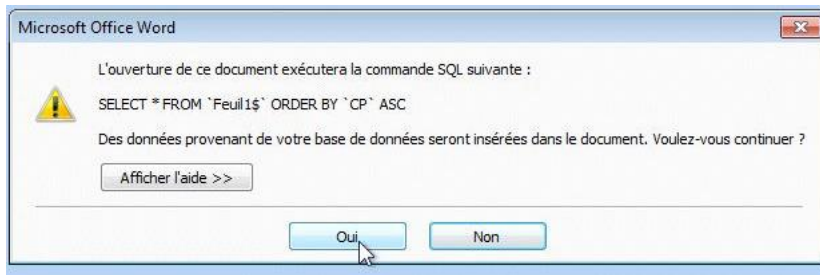 Microsoft Office Word
L'ouverture de ce document exécutera la commande SQL suivante :
SELECT * FROM `Feuil1$` ORDER BY `CP` ASC
Des données provenant de votre base de données seront insérées dans le document. Voulez-vous continuer ?
Afficher l'aide >>
Oui
Non